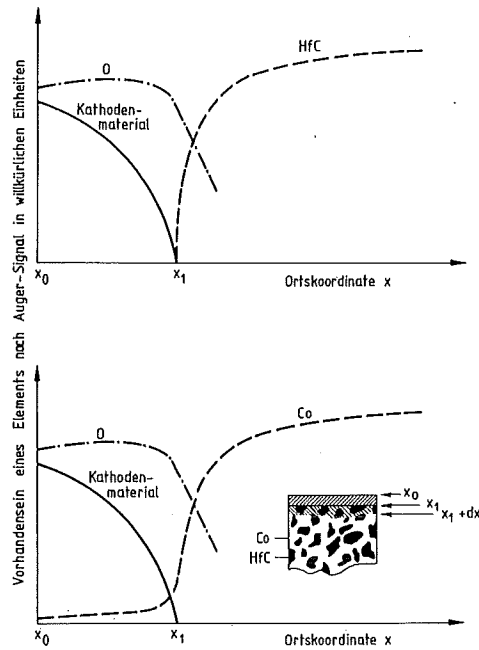 Vorhandensein eines Elements nach Auger-Signal in willkürlichen Einheiten
HfC
O
Kathoden-
material
x₀
x₁
Ortskoordinate x
Co
O
Kathoden-
material
x₀
x₁
x₁ + dx
Co
HfC
x₀
x₁
Ortskoordinate x